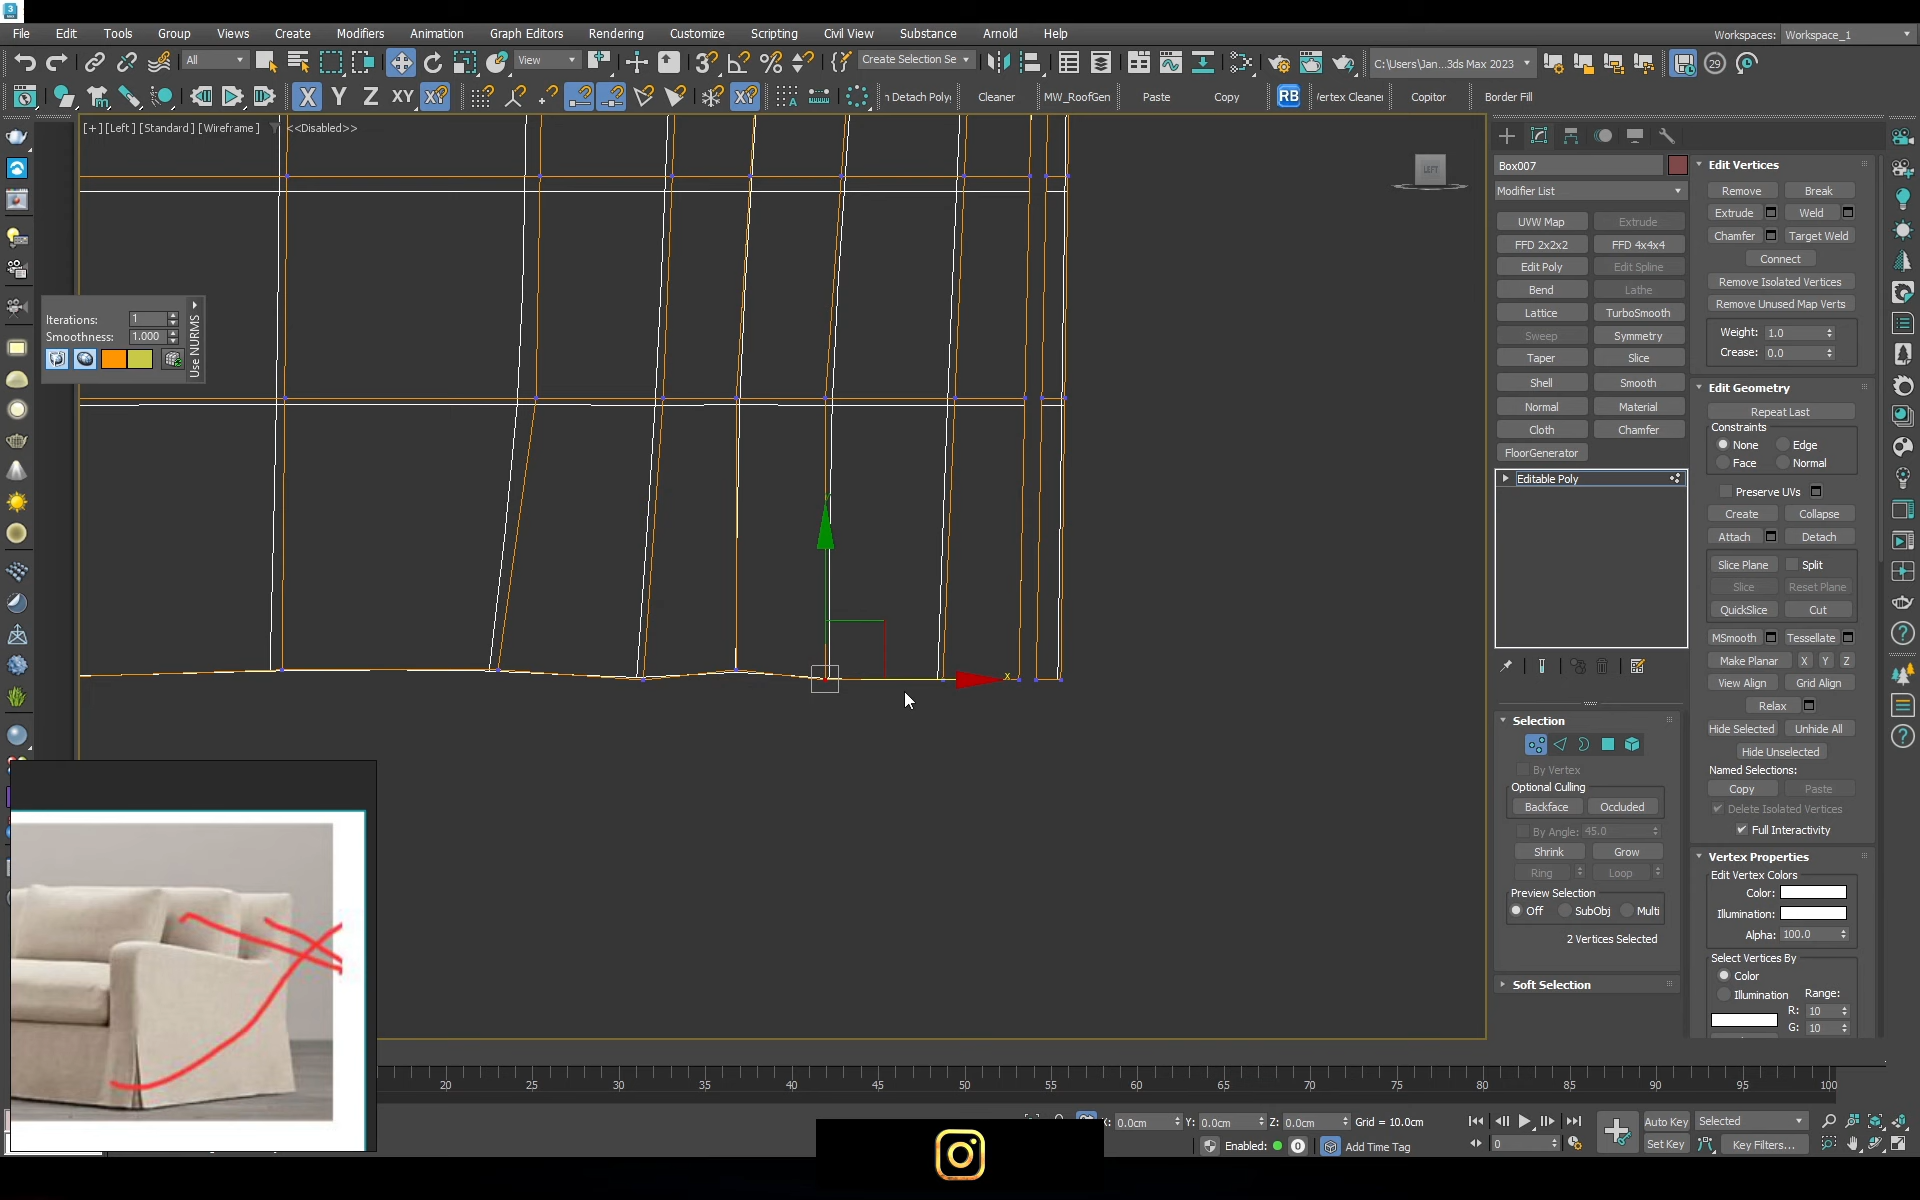 File Edit Tools Group Views Create Modifiers Animation Graph Editors Rendering Customize Scripting Civil View Substance Arnold Help
Workspaces: Workspace_1
All View Create Selection Se C:\Users\Jan...3ds Max 2023 29
X Y Z XY XY n Detach Poly: Cleaner MW_RoofGen Paste Copy RB /ertex Cleaner Copitor Border Fill
[+] [Left ] [Standard ] [Wireframe ] <<Disabled>>
LEFT
Iterations: 1
Smoothness: 1.000
Use NURMS
y
x
Box007
Modifier List
UVW Map Extrude
FFD 2x2x2 FFD 4x4x4
Edit Poly Edit Spline
Bend Lathe
Lattice TurboSmooth
Sweep Symmetry
Taper Slice
Shell Smooth
Normal Material
Cloth Chamfer
FloorGenerator
Editable Poly
Selection
By Vertex
Optional Culling
Backface Occluded
By Angle: 45.0
Shrink Grow
Ring Loop
Preview Selection
Off SubObj Multi
2 Vertices Selected
Soft Selection
Edit Vertices
Remove Break
Extrude Weld
Chamfer Target Weld
Connect
Remove Isolated Vertices
Remove Unused Map Verts
Weight: 1.0
Crease: 0.0
Edit Geometry
Repeat Last
Constraints
None Edge
Face Normal
Preserve UVs
Create Collapse
Attach Detach
Slice Plane Split
Slice Reset Plane
QuickSlice Cut
MSmooth Tessellate
Make Planar X Y Z
View Align Grid Align
Relax
Hide Selected Unhide All
Hide Unselected
Named Selections:
Copy Paste
Delete Isolated Vertices
Full Interactivity
Vertex Properties
Edit Vertex Colors
Color:
Illumination:
Alpha: 100.0
Select Vertices By
Color
Illumination Range:
R: 10
G: 10
20 25 30 35 40 45 50 55 60 65 70 75 80 85 90 95 100
X: 0.0cm Y: 0.0cm Z: 0.0cm Grid = 10.0cm
Enabled: 0 Add Time Tag
0
Auto Key Selected
Set Key Key Filters...